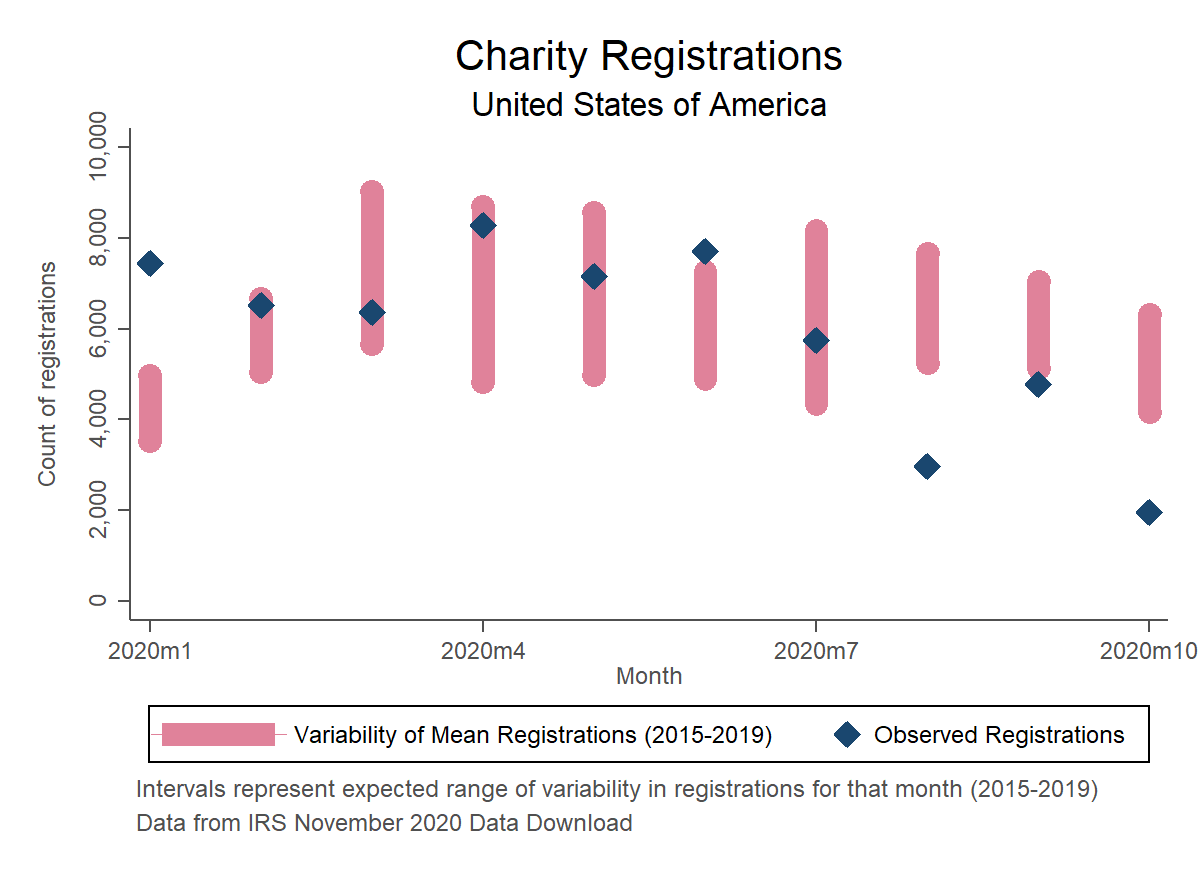 Charity Registrations
United States of America
Count of registrations
10,000
8,000
6,000
4,000
2,000
0
2020m1 2020m4 2020m7 2020m10
Month
Variability of Mean Registrations (2015-2019) Observed Registrations
Intervals represent expected range of variability in registrations for that month (2015-2019)
Data from IRS November 2020 Data Download